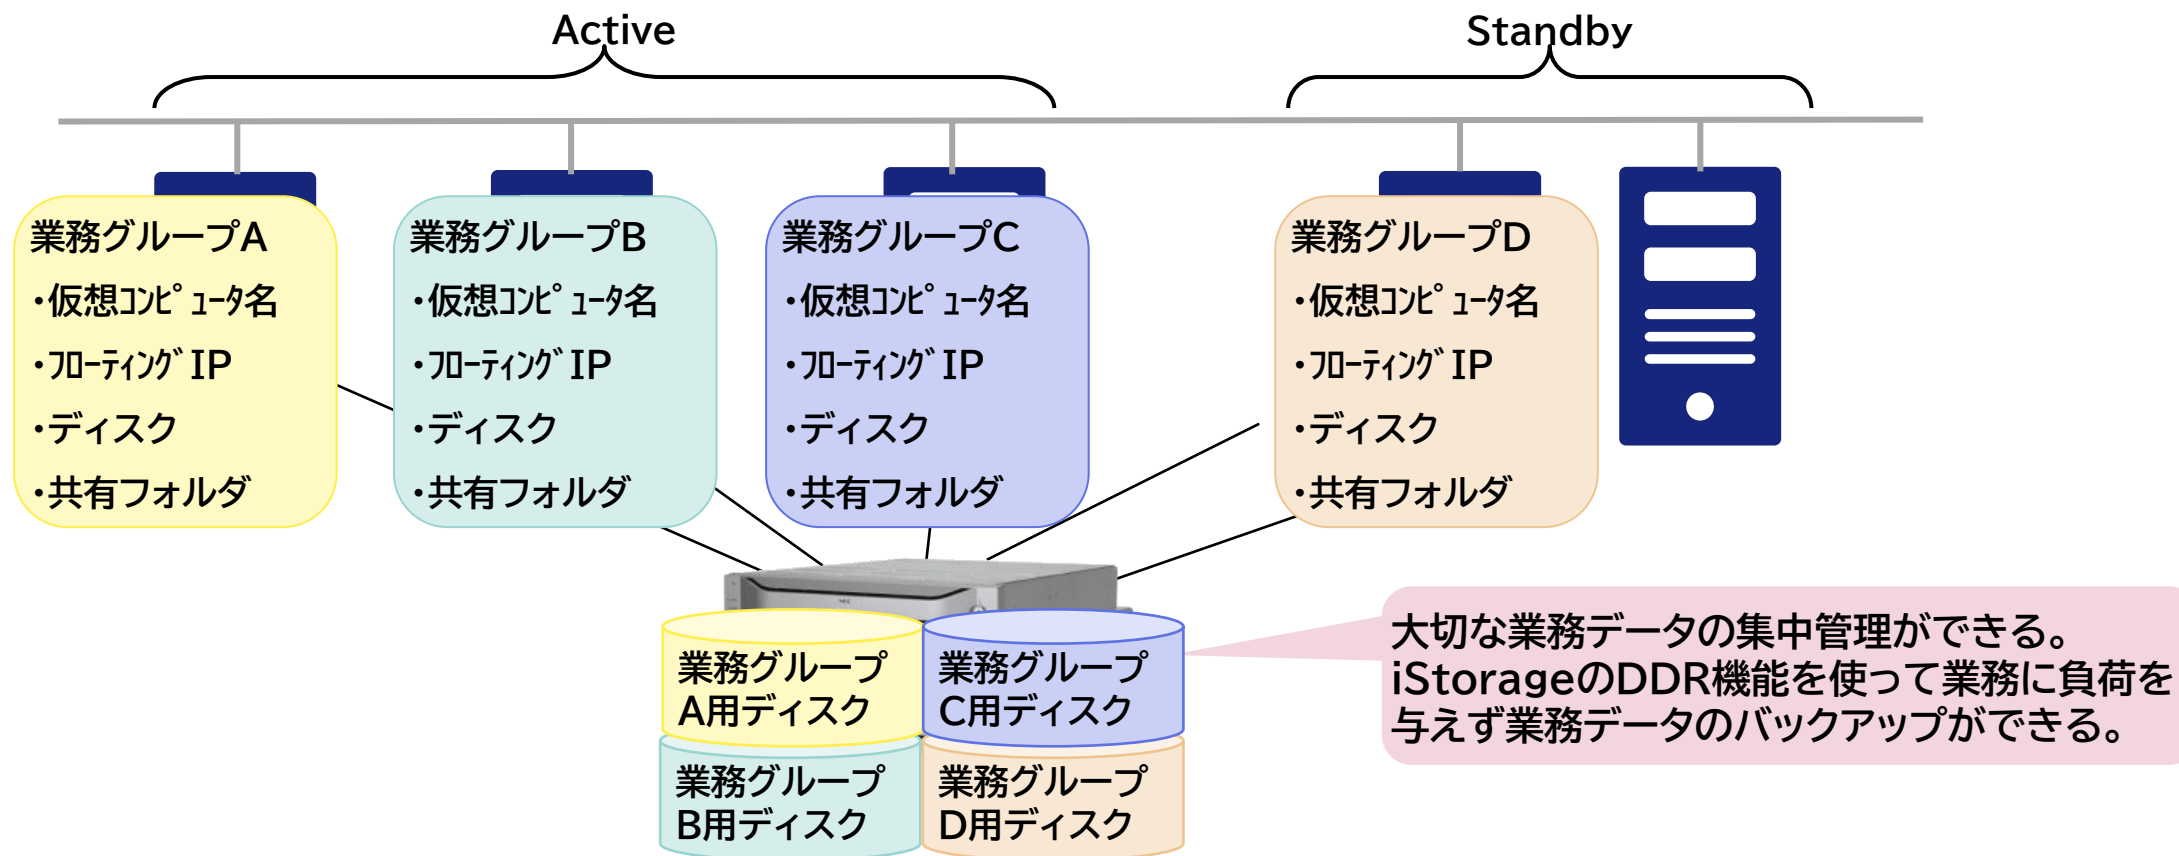 Active
Standby
業務グループA
・仮想ｺﾝﾋﾟｭｰﾀ名
・ﾌﾛｰﾃｨﾝｸﾞIP
・ディスク
・共有フォルダ
業務グループB
・仮想ｺﾝﾋﾟｭｰﾀ名
・ﾌﾛｰﾃｨﾝｸﾞIP
・ディスク
・共有フォルダ
業務グループC
・仮想ｺﾝﾋﾟｭｰﾀ名
・ﾌﾛｰﾃｨﾝｸﾞIP
・ディスク
・共有フォルダ
業務グループD
・仮想ｺﾝﾋﾟｭｰﾀ名
・ﾌﾛｰﾃｨﾝｸﾞIP
・ディスク
・共有フォルダ
NEC
業務グループ
A用ディスク
業務グループ
C用ディスク
業務グループ
B用ディスク
業務グループ
D用ディスク
大切な業務データの集中管理ができる。
iStorageのDDR機能を使って業務に負荷を
与えず業務データのバックアップができる。